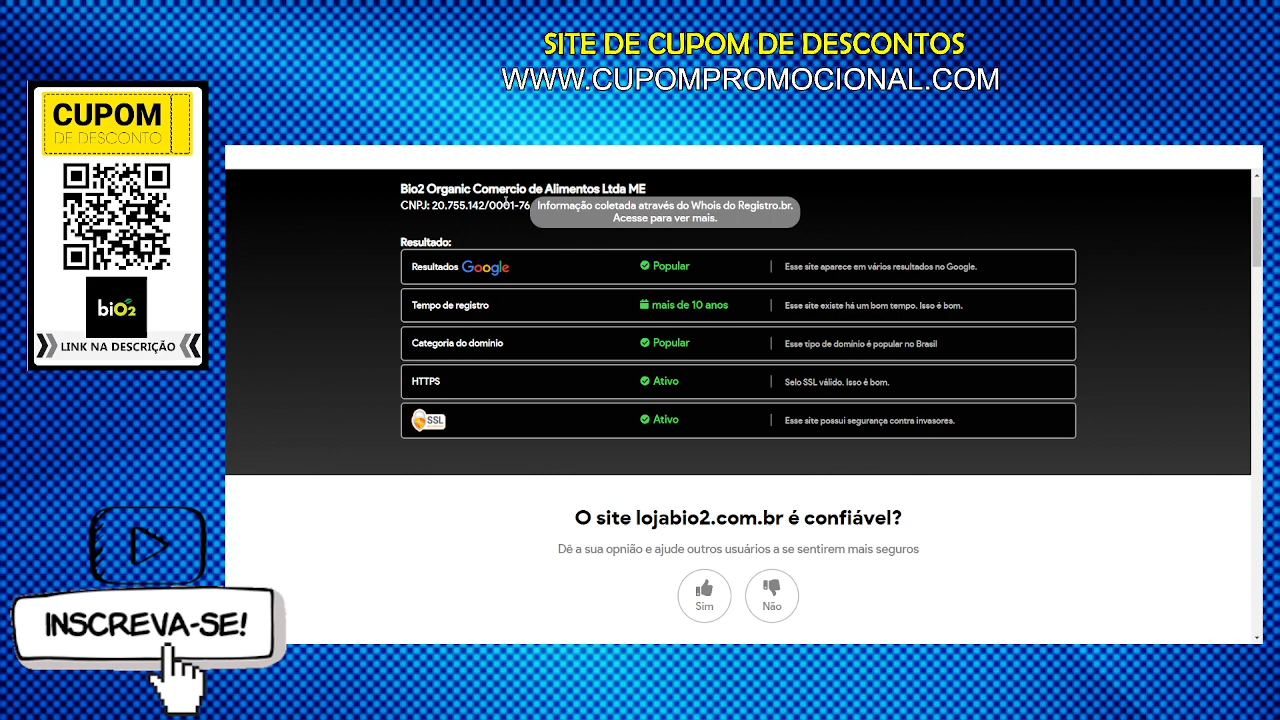 SITE DE CUPOM DE DESCONTOS
WWW.CUPOMPROMOCIONAL.COM
CUPOM
DE DESCONTO
biO2
LINK NA DESCRIÇÃO
Bio2 Organic Comercio de Alimentos Ltda ME
CNPJ: 20.755.142/0001-76
Informação coletada através do Whois do Registro.br.
Acesse para ver mais.
Resultado:
Resultados Google Popular | Esse site aparece em vários resultados no Google.
Tempo de registro mais de 10 anos | Esse site existe há um bom tempo. Isso é bom.
Categoria do domínio Popular | Esse tipo de domínio é popular no Brasil
HTTPS Ativo | Selo SSL válido. Isso é bom.
SSL Ativo | Esse site possui segurança contra invasores.
O site lojabio2.com.br é confiável?
Dê a sua opnião e ajude outros usuários a se sentirem mais seguros
Sim Não
INSCREVA-SE!